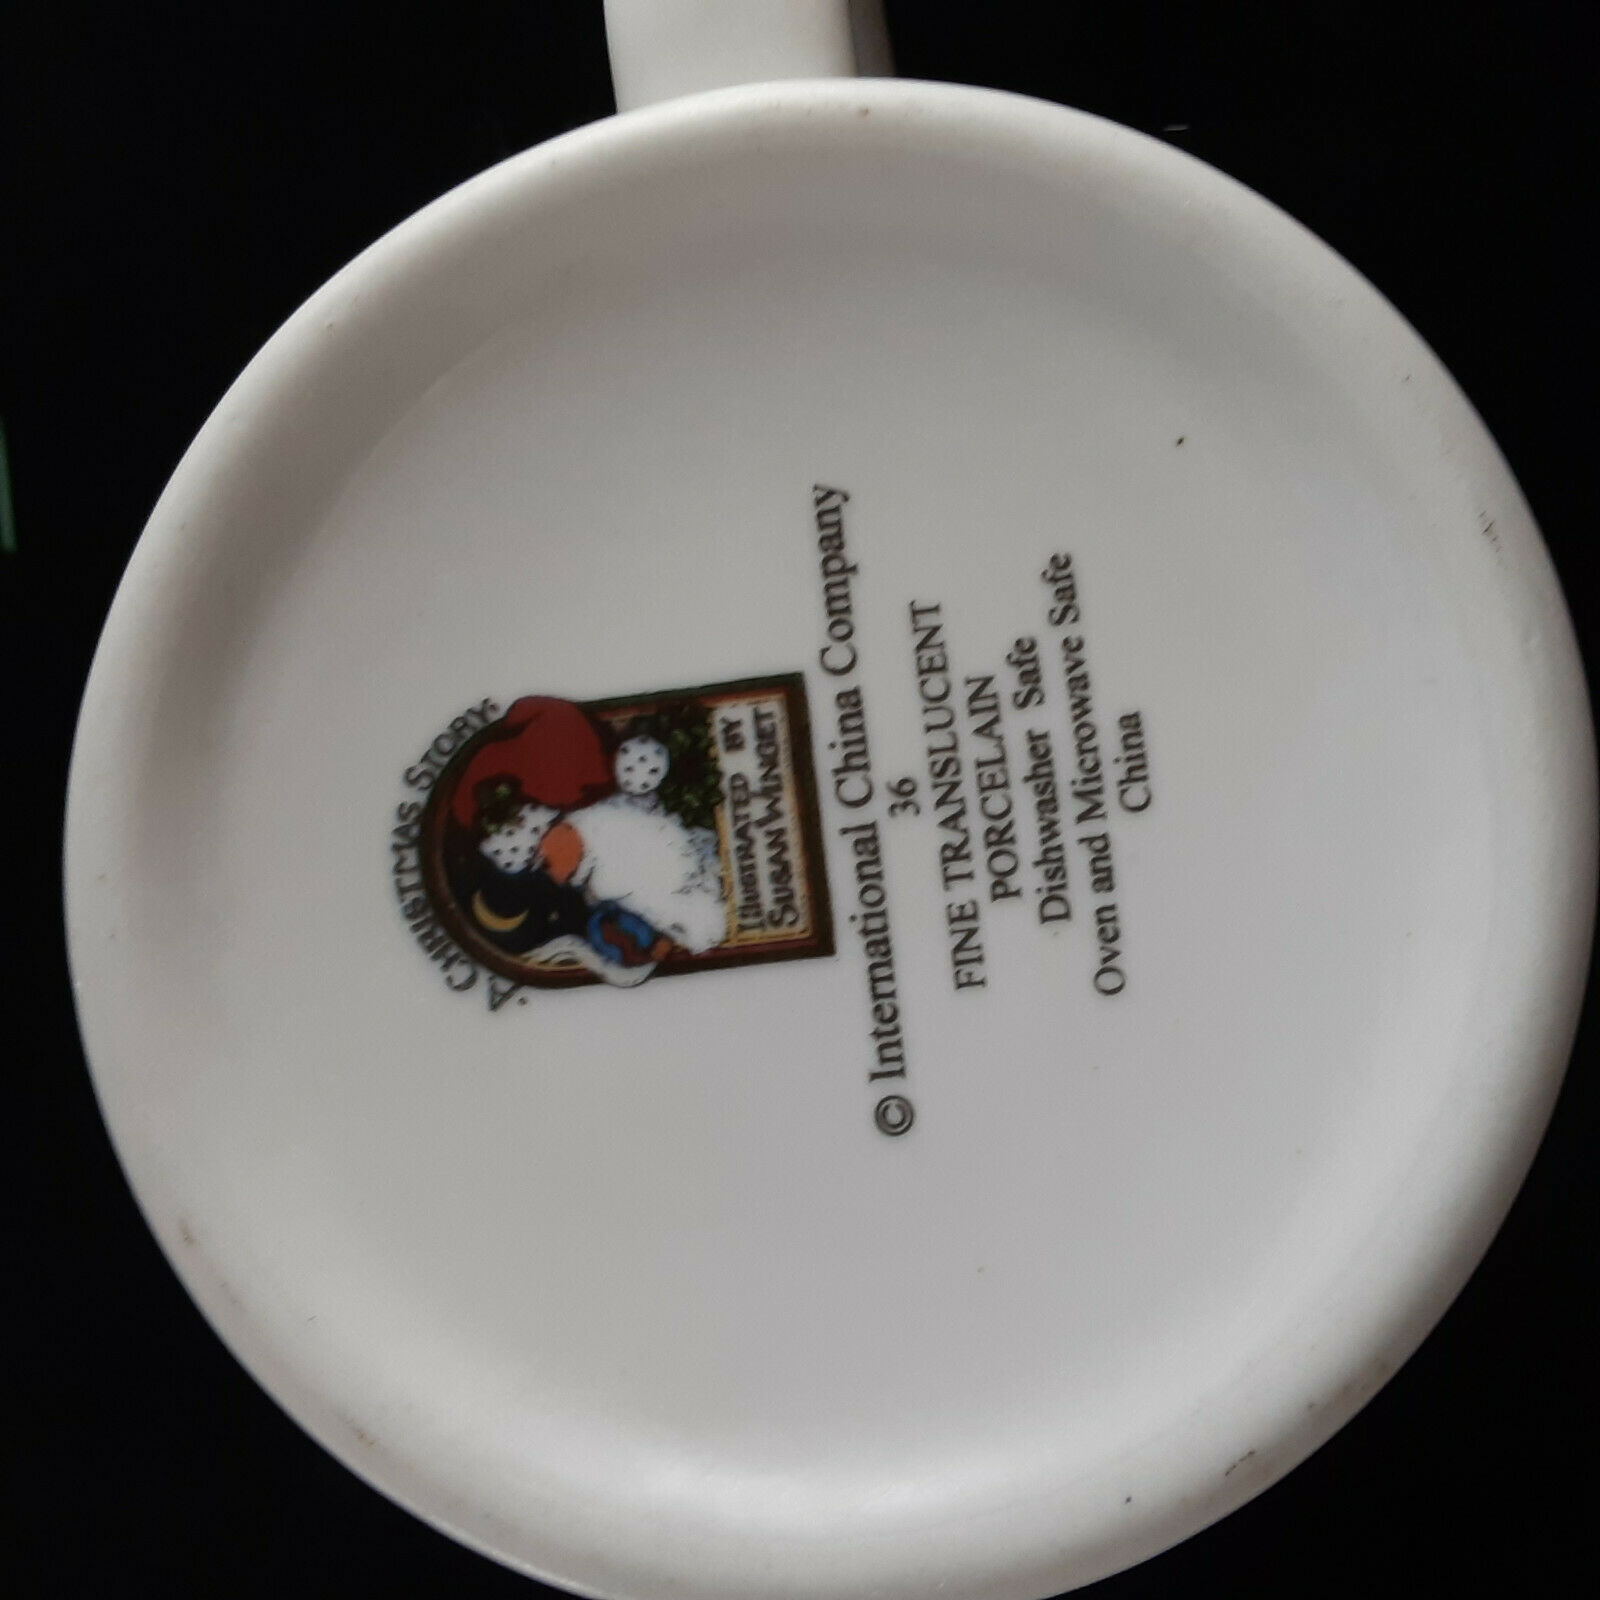 A CHRISTMAS STORY
ILLUSTRATED BY
SUSAN WINGET
© International China Company
36
FINE TRANSLUCENT
PORCELAIN
Dishwasher Safe
Oven and Microwave Safe
China